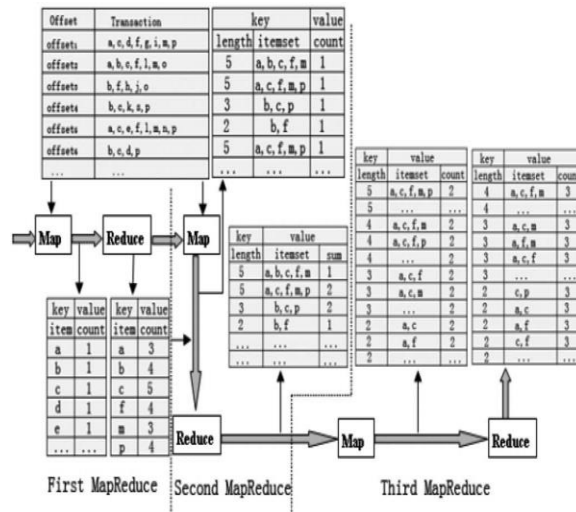 Offset Transaction
offset1 a,c,d,f,g,i,m,p
offset2 a,b,c,f,l,m,o
offset3 b,f,h,j,o
offset4 b,c,k,s,p
offset5 a,c,e,f,l,m,n,p
offset6 b,c,d,p
... ...
key value
length itemset count
5 a,b,c,f,m 1
5 a,c,f,m,p 1
3 b,c,p 1
2 b,f 1
5 a,c,f,m,p 1
... ... ...
Map Reduce Map
key value
item count
a 1
b 1
c 1
d 1
e 1
... ...
key value
item count
a 3
b 4
c 5
f 4
m 3
p 4
key value
length itemset sum
5 a,b,c,f,m 1
5 a,c,f,m,p 2
3 b,c,p 2
2 b,f 1
... ... ...
... ... ...
key value
length itemset count
5 a,c,f,m,p 2
5 ... ...
4 a,c,f,m 2
4 a,c,f,p 2
4 ... 2
3 a,c,f 2
3 a,c,m 2
3 ... 2
2 a,c 2
2 a,f 2
2 ... ...
key value
length itemset count
4 a,c,f,m 3
4 ... ...
3 a,c,m 3
3 a,f,m 3
3 a,c,f 3
3 ... ...
2 c,p 3
2 a,c 3
2 a,f 3
2 c,f 3
2 ... ...
Reduce Map Reduce
First MapReduce Second MapReduce Third MapReduce